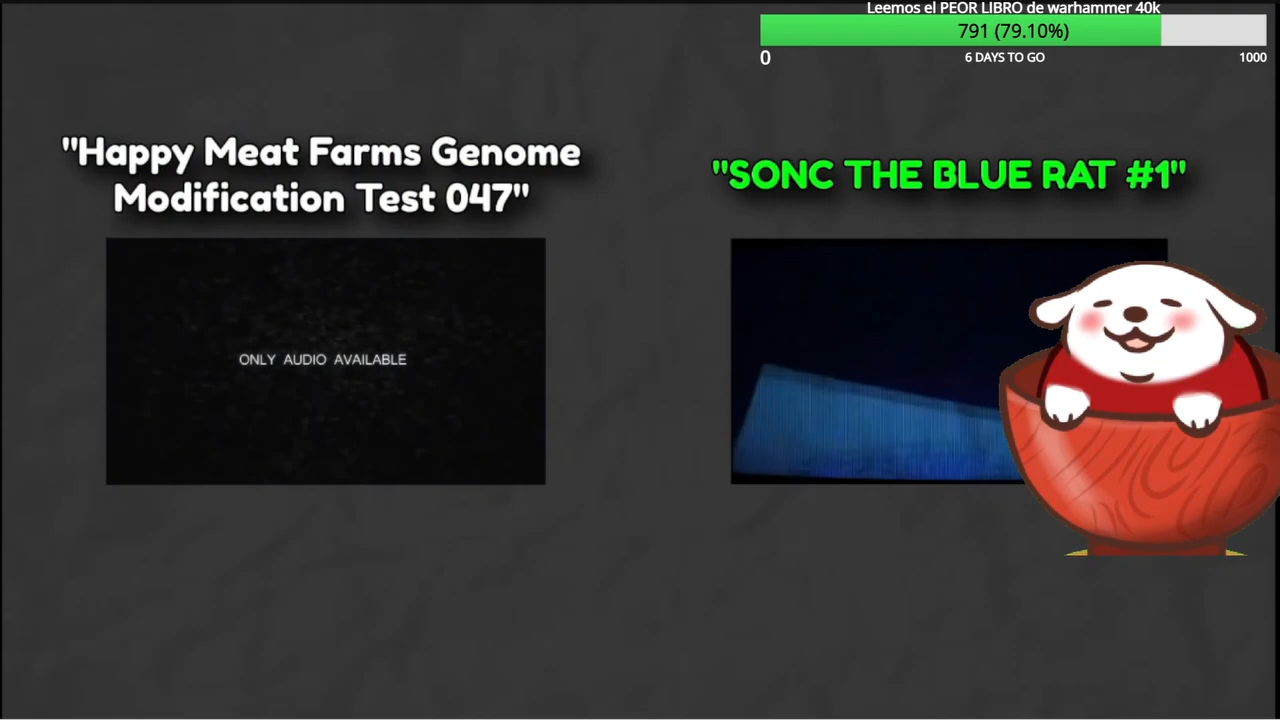 Leemos el PEOR LIBRO de warhammer 40k
791 (79.10%)
0 6 DAYS TO GO 1000
"Happy Meat Farms Genome
Modification Test 047"
"SONC THE BLUE RAT #1"
ONLY AUDIO AVAILABLE